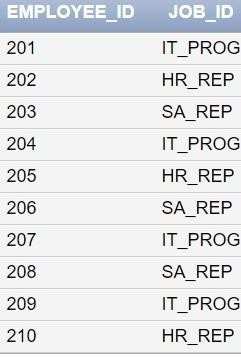 EMPLOYEE_ID JOB_ID
201 IT_PROG
202 HR_REP
203 SA_REP
204 IT_PROG
205 HR_REP
206 SA_REP
207 IT_PROG
208 SA_REP
209 IT_PROG
210 HR_REP